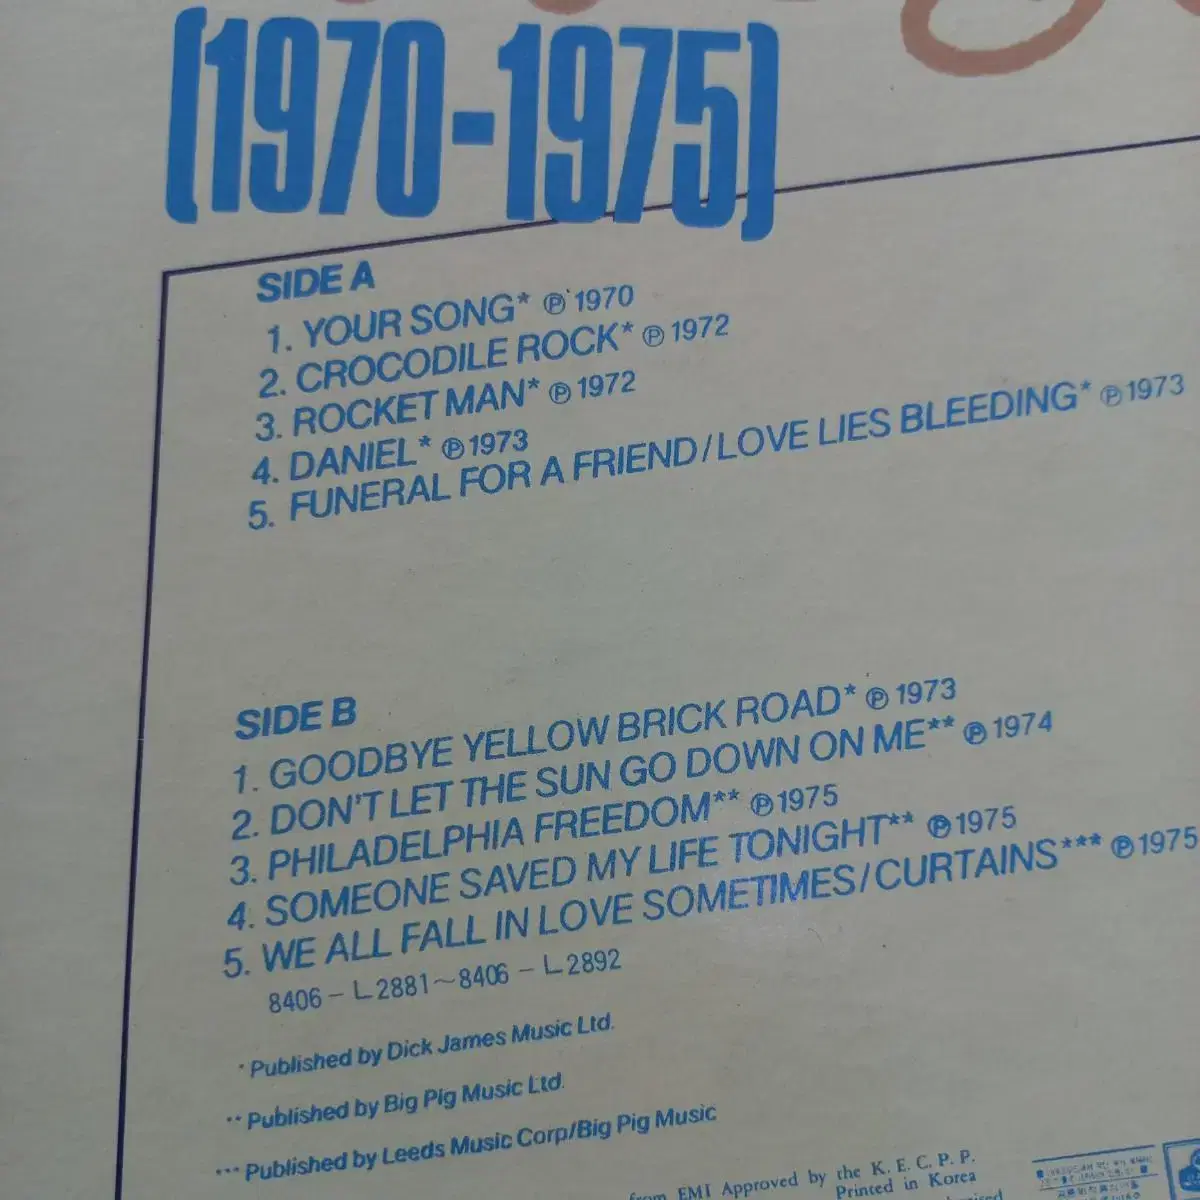 (1970-1975)
SIDE A
1. YOUR SONG* ℗ 1970
2. CROCODILE ROCK* ℗ 1972
3. ROCKET MAN* ℗ 1972
4. DANIEL* ℗ 1973
5. FUNERAL FOR A FRIEND/LOVE LIES BLEEDING* ℗ 1973
SIDE B
1. GOODBYE YELLOW BRICK ROAD* ℗ 1973
2. DON'T LET THE SUN GO DOWN ON ME** ℗ 1974
3. PHILADELPHIA FREEDOM** ℗ 1975
4. SOMEONE SAVED MY LIFE TONIGHT** ℗ 1975
5. WE ALL FALL IN LOVE SOMETIMES/CURTAINS*** ℗ 1975
8406-L2881~8406-L2892
* Published by Dick James Music Ltd.
** Published by Big Pig Music Ltd.
*** Published by Leeds Music Corp/Big Pig Music
from EMI Approved by the K. E. C. P. P.
Printed in Korea